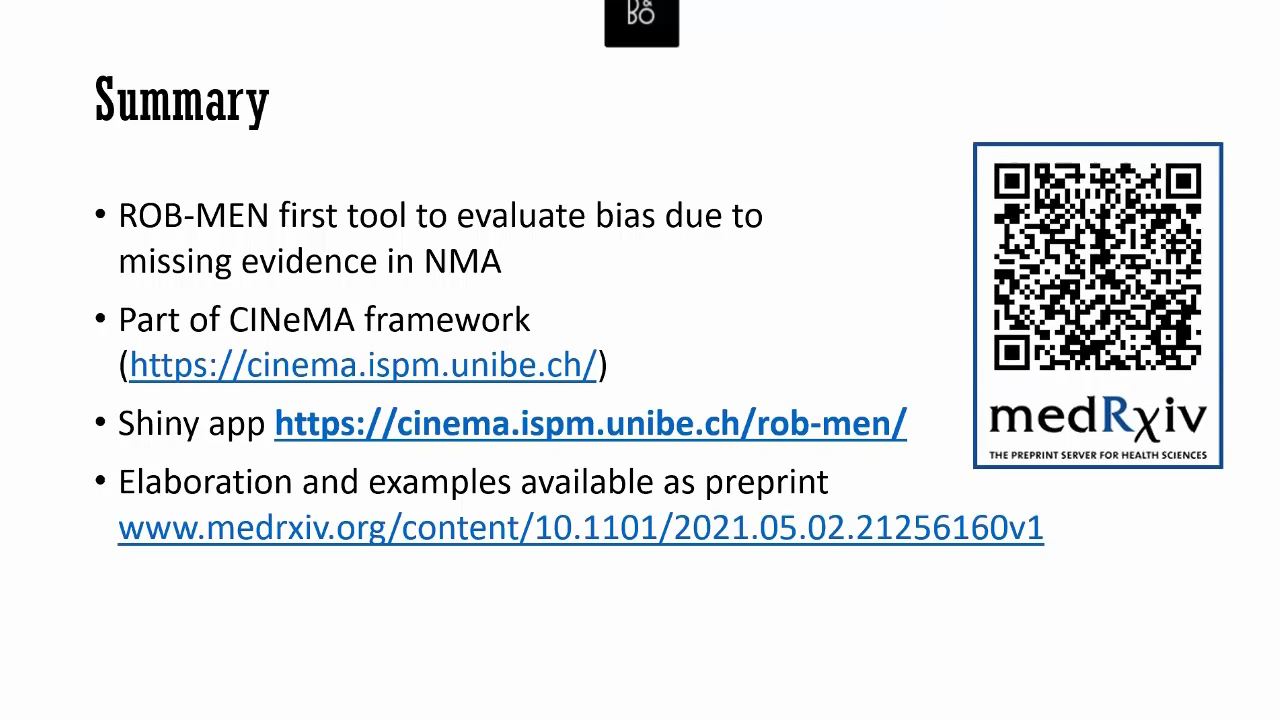 Summary
• ROB-MEN first tool to evaluate bias due to
missing evidence in NMA
• Part of CINeMA framework
(https://cinema.ispm.unibe.ch/)
• Shiny app https://cinema.ispm.unibe.ch/rob-men/
• Elaboration and examples available as preprint
www.medrxiv.org/content/10.1101/2021.05.02.21256160v1
medRxiv
THE PREPRINT SERVER FOR HEALTH SCIENCES